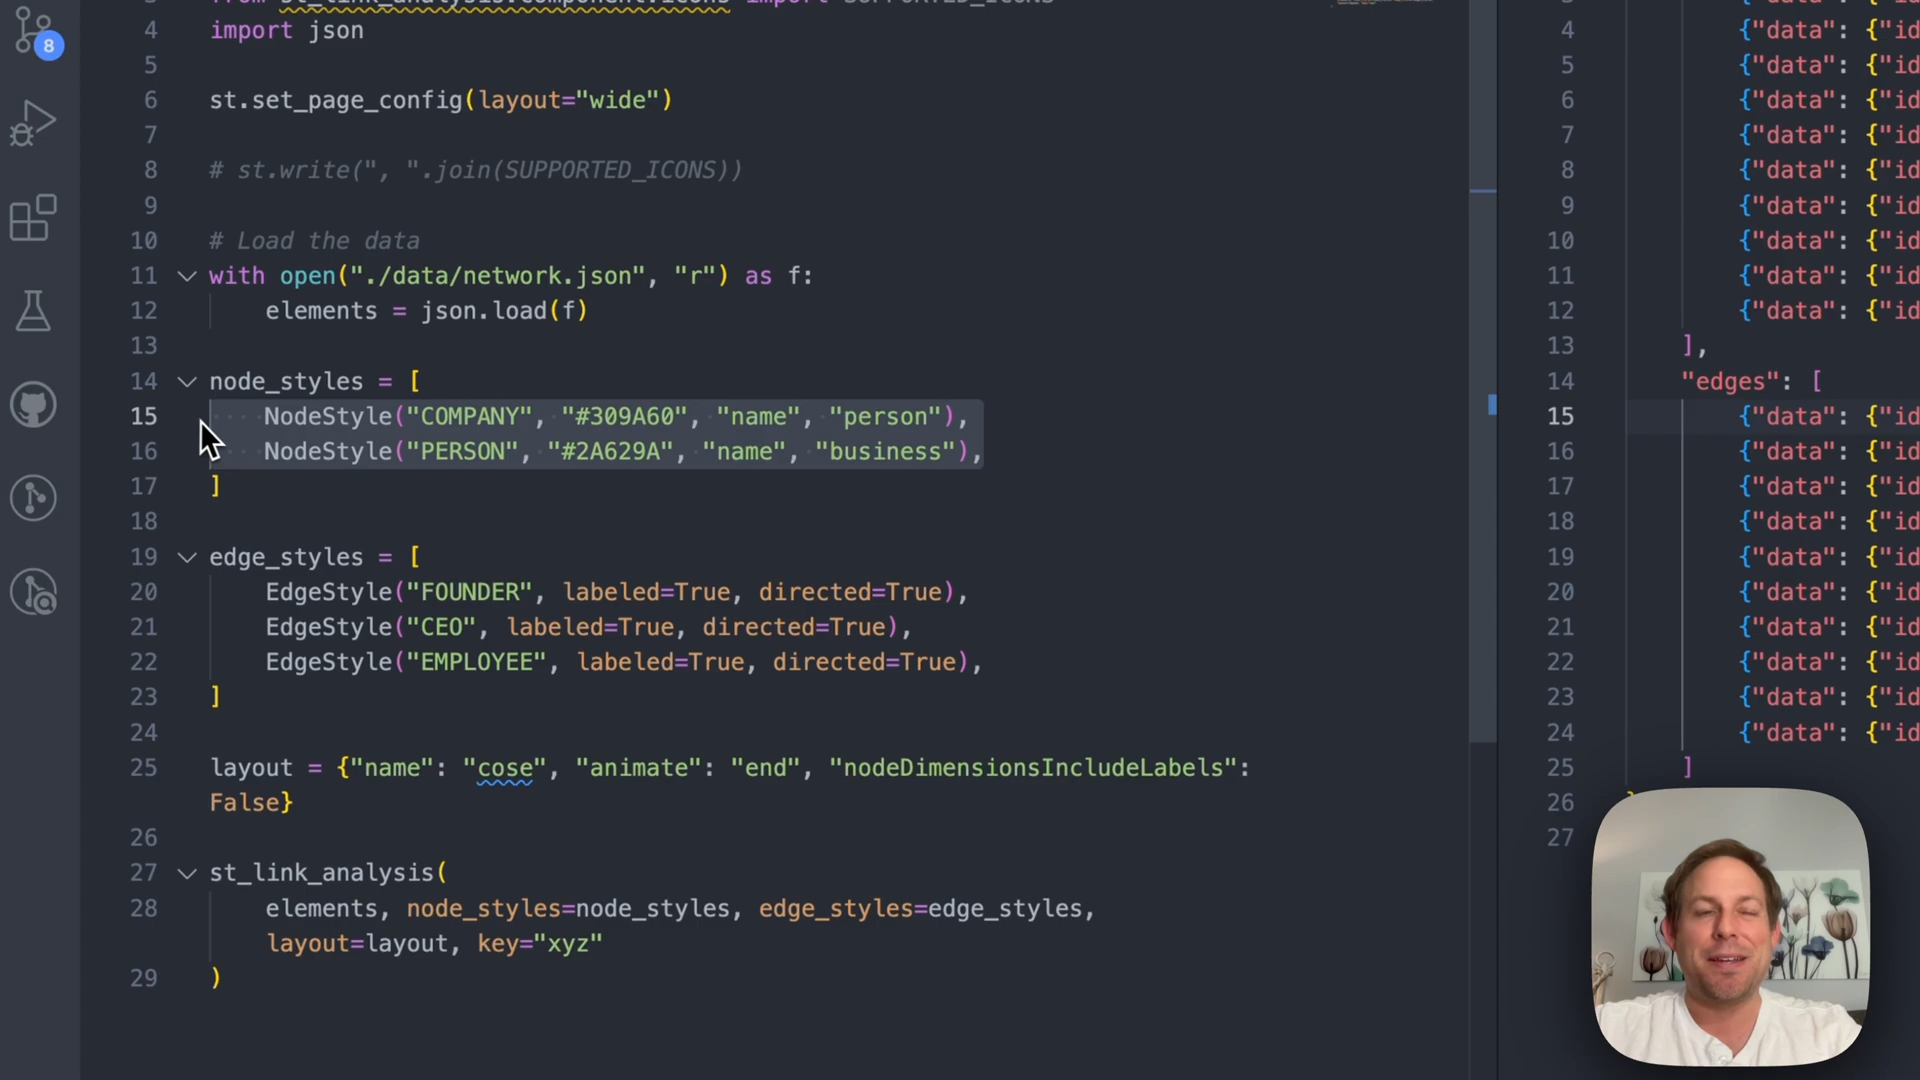 from st_link_analysis.component.icons import SUPPORTED_ICONS
4 import json
5
6 st.set_page_config(layout="wide")
7
8 # st.write(", ".join(SUPPORTED_ICONS))
9
10 # Load the data
11 with open("./data/network.json", "r") as f:
12 elements = json.load(f)
13
14 node_styles = [
15 NodeStyle("COMPANY", "#309A60", "name", "person"),
16 NodeStyle("PERSON", "#2A629A", "name", "business"),
17 ]
18
19 edge_styles = [
20 EdgeStyle("FOUNDER", labeled=True, directed=True),
21 EdgeStyle("CEO", labeled=True, directed=True),
22 EdgeStyle("EMPLOYEE", labeled=True, directed=True),
23 ]
24
25 layout = {"name": "cose", "animate": "end", "nodeDimensionsIncludeLabels":
False}
26
27 st_link_analysis(
28 elements, node_styles=node_styles, edge_styles=edge_styles,
layout=layout, key="xyz"
29 )
8
4 {"data": {"id
5 {"data": {"id
6 {"data": {"id
7 {"data": {"id
8 {"data": {"id
9 {"data": {"id
10 {"data": {"id
11 {"data": {"id
12 {"data": {"id
13 ],
14 "edges": [
15 {"data": {"id
16 {"data": {"id
17 {"data": {"id
18 {"data": {"id
19 {"data": {"id
20 {"data": {"id
21 {"data": {"id
22 {"data": {"id
23 {"data": {"id
24 {"data": {"id
25 ]
26 }
27